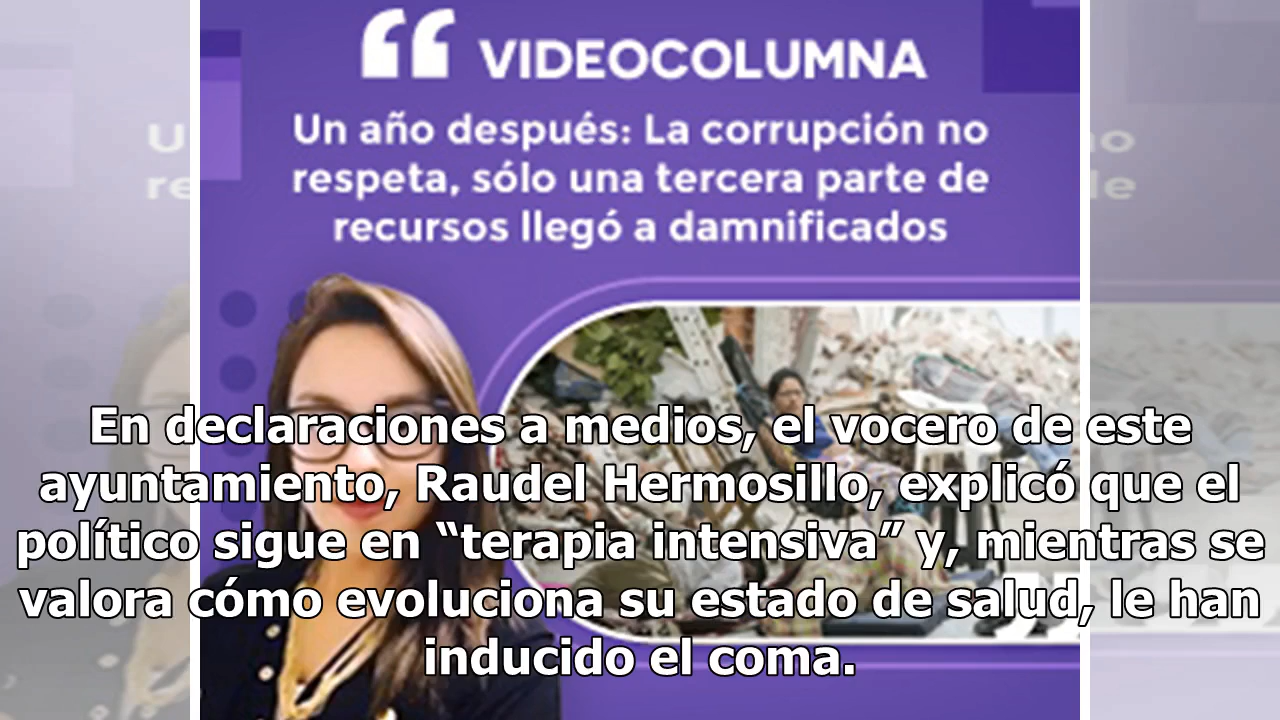 “ VIDEOCOLUMNA
Un año después: La corrupción no
respeta, sólo una tercera parte de
recursos llegó a damnificados
En declaraciones a medios, el vocero de este
ayuntamiento, Raudel Hermosillo, explicó que el
político sigue en “terapia intensiva” y, mientras se
valora cómo evoluciona su estado de salud, le han
inducido el coma.